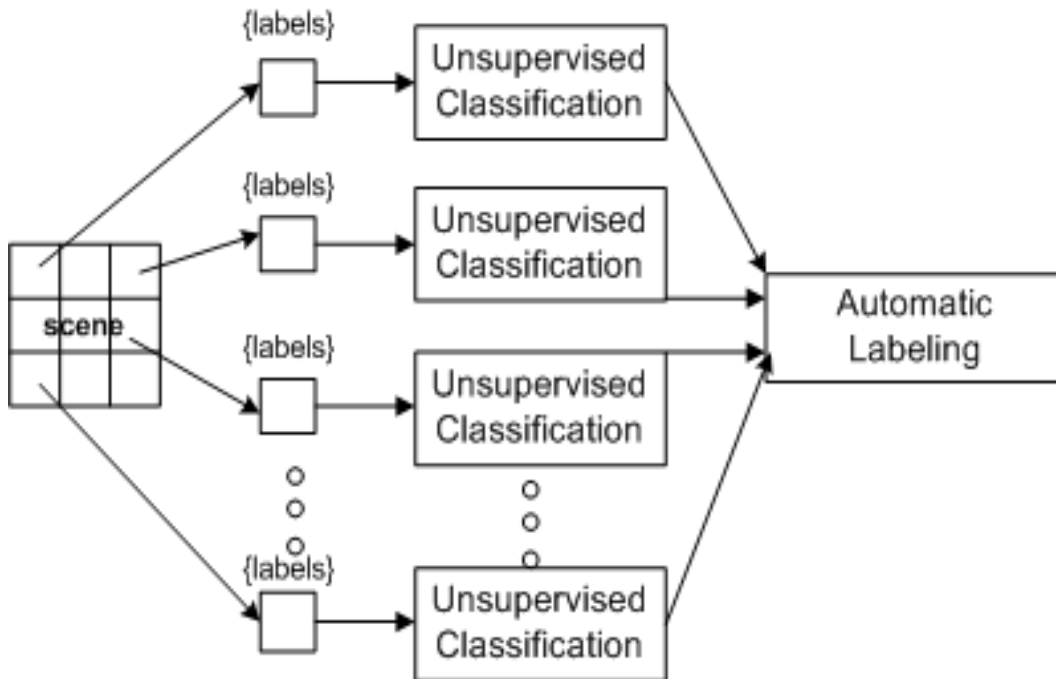 {labels}
Unsupervised
Classification
{labels}
Unsupervised
Classification
scene
Automatic
Labeling
{labels}
Unsupervised
Classification
{labels}
Unsupervised
Classification